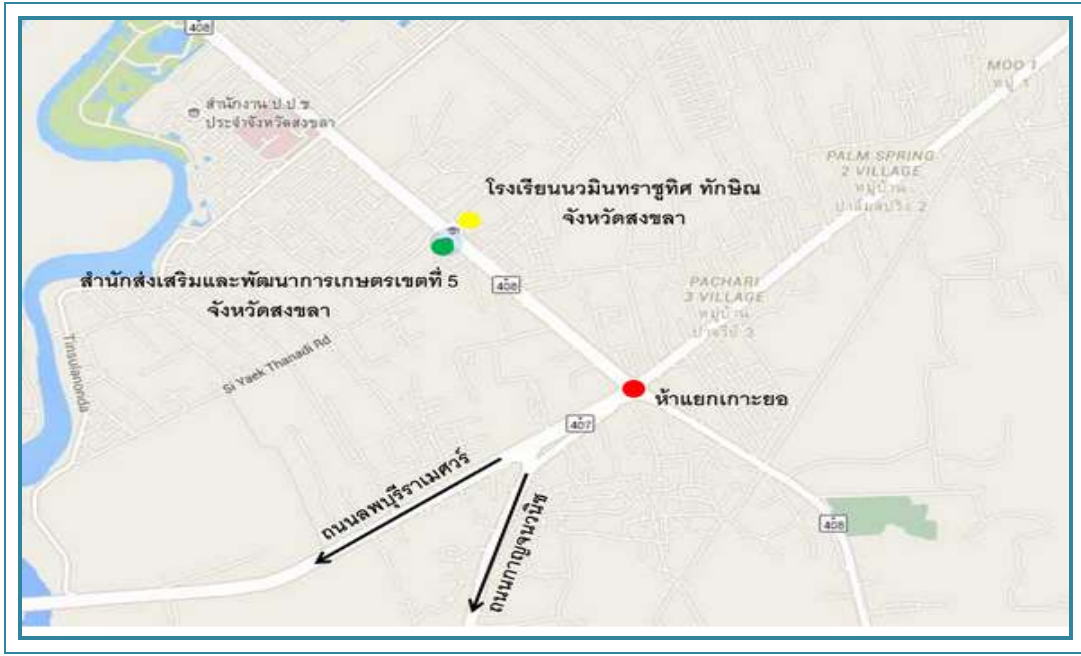 408
สำนักงาน ป.ป.ช.
ประจำจังหวัดสงขลา
MOO 1
หมู่ 1
PALM SPRING
2 VILLAGE
หมู่บ้าน
ปาล์มสปริง 2
โรงเรียนนวมินทราชูทิศ ทักษิณ
จังหวัดสงขลา
สำนักส่งเสริมและพัฒนาการเกษตรเขตที่ 5
จังหวัดสงขลา
408
PACHARI
3 VILLAGE
หมู่บ้าน
ปาจรีย์ 3
Tinsulanonda
Si Yaek Thanadi Rd
ห้าแยกเกาะยอ
407
ถนนลพบุรีราเมศวร์
ถนนกาญจนวนิช
408